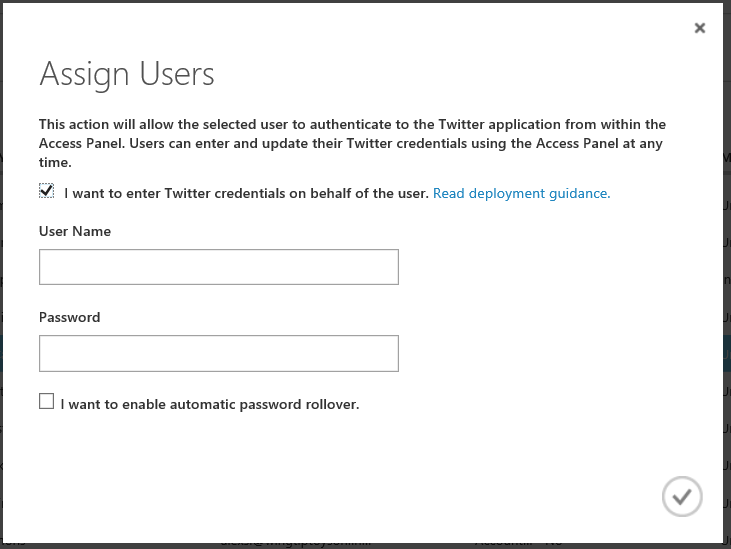 Assign Users
This action will allow the selected user to authenticate to the Twitter application from within the
Access Panel. Users can enter and update their Twitter credentials using the Access Panel at any
time.
I want to enter Twitter credentials on behalf of the user. Read deployment guidance.
User Name
Password
I want to enable automatic password rollover.